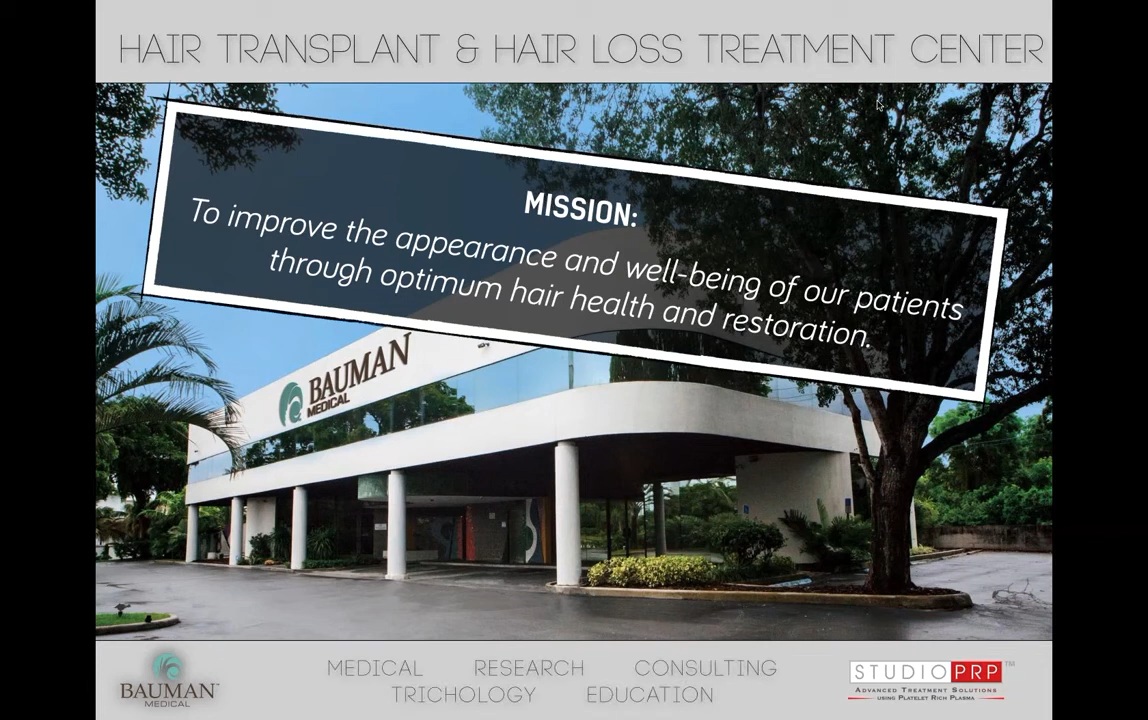 HAIR TRANSPLANT & HAIR LOSS TREATMENT CENTER
MISSION:
To improve the appearance and well-being of our patients
through optimum hair health and restoration.
BAUMAN
MEDICAL
BAUMAN™
MEDICAL
MEDICAL RESEARCH CONSULTING
TRICHOLOGY EDUCATION
STUDIO PRP™
ADVANCED TREATMENT SOLUTIONS
USING PLATELET RICH PLASMA